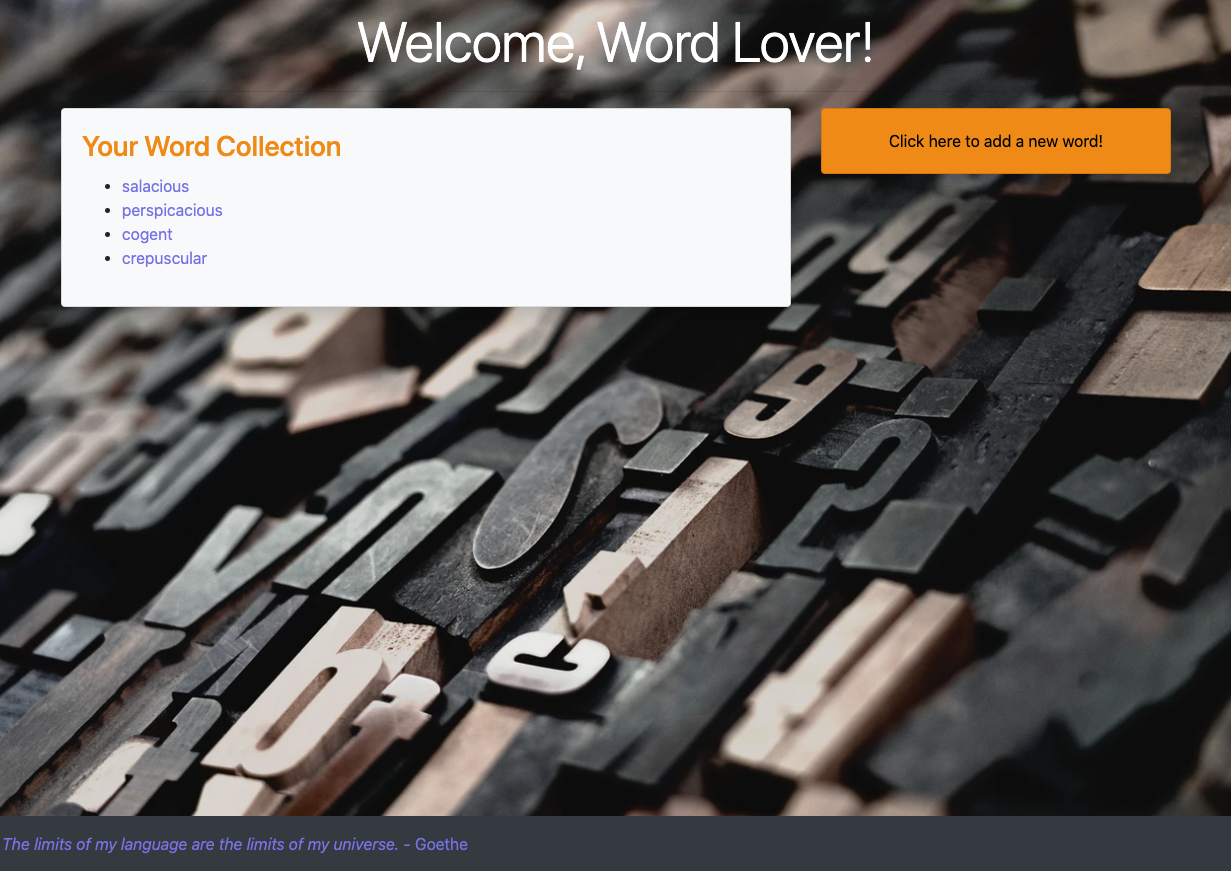 Welcome, Word Lover!
Your Word Collection
salacious
perspicacious
cogent
crepuscular
Click here to add a new word!
The limits of my language are the limits of my universe. - Goethe